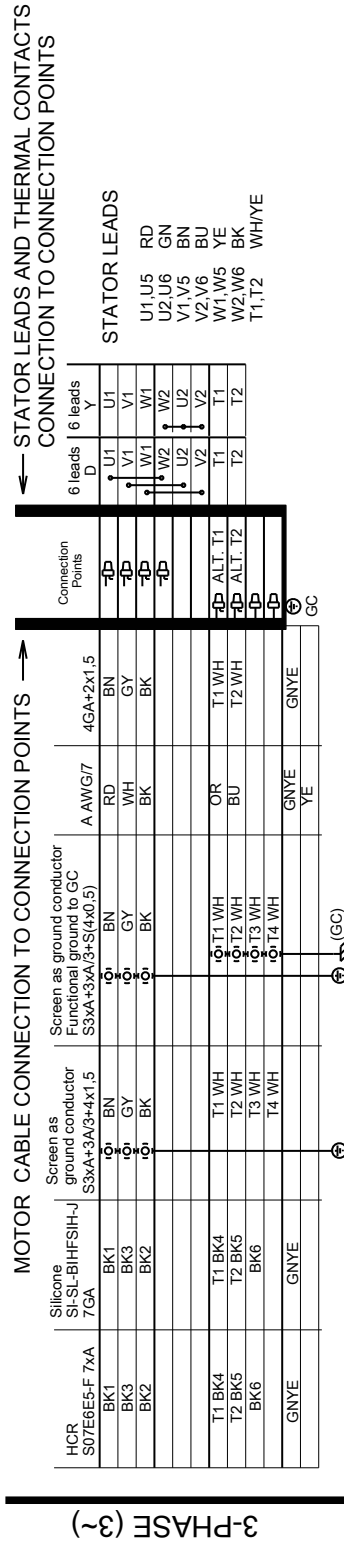 MOTOR CABLE CONNECTION TO CONNECTION POINTS
STATOR LEADS AND THERMAL CONTACTS
CONNECTION TO CONNECTION POINTS
3-PHASE (3~)
HCR
S07E6E5-F 7xA
BK1
BK3
BK2
T1 BK4
T2 BK5
BK6
GNYE
Silicone
SI-SL-BIHFSIH-J
7GA
BK1
BK3
BK2
T1 BK4
T2 BK5
BK6
GNYE
Screen as
ground conductor
S3xA+3A/3+4x1,5
BN
GY
BK
T1 WH
T2 WH
T3 WH
T4 WH
Screen as ground conductor
Functional ground to GC
S3xA+3xA/3+S(4x0,5)
BN
GY
BK
T1 WH
T2 WH
T3 WH
T4 WH
(GC)
A AWG/7
RD
WH
BK
OR
BU
GNYE
YE
4GA+2x1,5
BN
GY
BK
T1 WH
T2 WH
GNYE
Connection
Points
ALT. T1
ALT. T2
GC
6 leads
D
U1
V1
W1
W2
U2
V2
T1
T2
6 leads
Y
U1
V1
W1
W2
U2
V2
T1
T2
STATOR LEADS
U1,U5 RD
U2,U6 GN
V1,V5 BN
V2,V6 BU
W1,W5 YE
W2,W6 BK
T1,T2 WH/YE